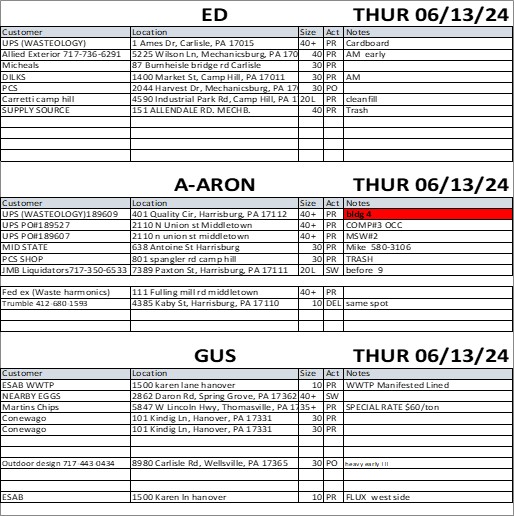 ED THUR 06/13/24
Customer Location Size Act Notes
UPS (WASTEOLOGY) 1 Ames Dr, Carlisle, PA 17015 40+ PR Cardboard
Allied Exterior 717-736-6291 5225 Wilson Ln, Mechanicsburg, PA 170 40 PR AM early
Micheals 87 Burnheisle bridge rd Carlisle 30 PR
DILKS 1400 Market St, Camp Hill, PA 17011 30 PR AM
PCS 2044 Harvest Dr, Mechanicsburg, PA 17 30 PO
Carretti camp hill 4590 Industrial Park Rd, Camp Hill, PA 1 20L PR cleanfill
SUPPLY SOURCE 151 ALLENDALE RD. MECHB. 40 PR Trash
A-ARON THUR 06/13/24
Customer Location Size Act Notes
UPS (WASTEOLOGY)189609 401 Quality Cir, Harrisburg, PA 17112 40+ PR bldg 4
UPS PO#189527 2110 N Union st Middletown 40+ PR COMP#3 OCC
UPS PO#189607 2110 n union st Middletown 40+ PR MSW#2
MID STATE 638 Antoine St Harrisburg 30 PR Mike 580-3106
PCS SHOP 801 spangler rd camp hill 30 PR TRASH
JMB Liquidators717-350-6533 7389 Paxton St, Harrisburg, PA 17111 20L SW before 9
Fed ex (Waste harmonics) 111 Fulling mill rd middletown 40+ PR
Trumble 412-680-1593 4385 Kaby St, Harrisburg, PA 17110 10 DEL same spot
GUS THUR 06/13/24
Customer Location Size Act Notes
ESAB WWTP 1500 karen lane hanover 10 PR WWTP Manifested Lined
NEARBY EGGS 2862 Daron Rd, Spring Grove, PA 17362 40+ SW
Martins Chips 5847 W Lincoln Hwy, Thomasville, PA 17 35+ PR SPECIAL RATE $60/ton
Conewago 101 Kindig Ln, Hanover, PA 17331 30 PR
Conewago 101 Kindig Ln, Hanover, PA 17331 30 PR
Outdoor design 717-443-0434 8980 Carlisle Rd, Wellsville, PA 17365 30 PO heavy early !!!
ESAB 1500 Karen ln hanover 10 PR FLUX west side